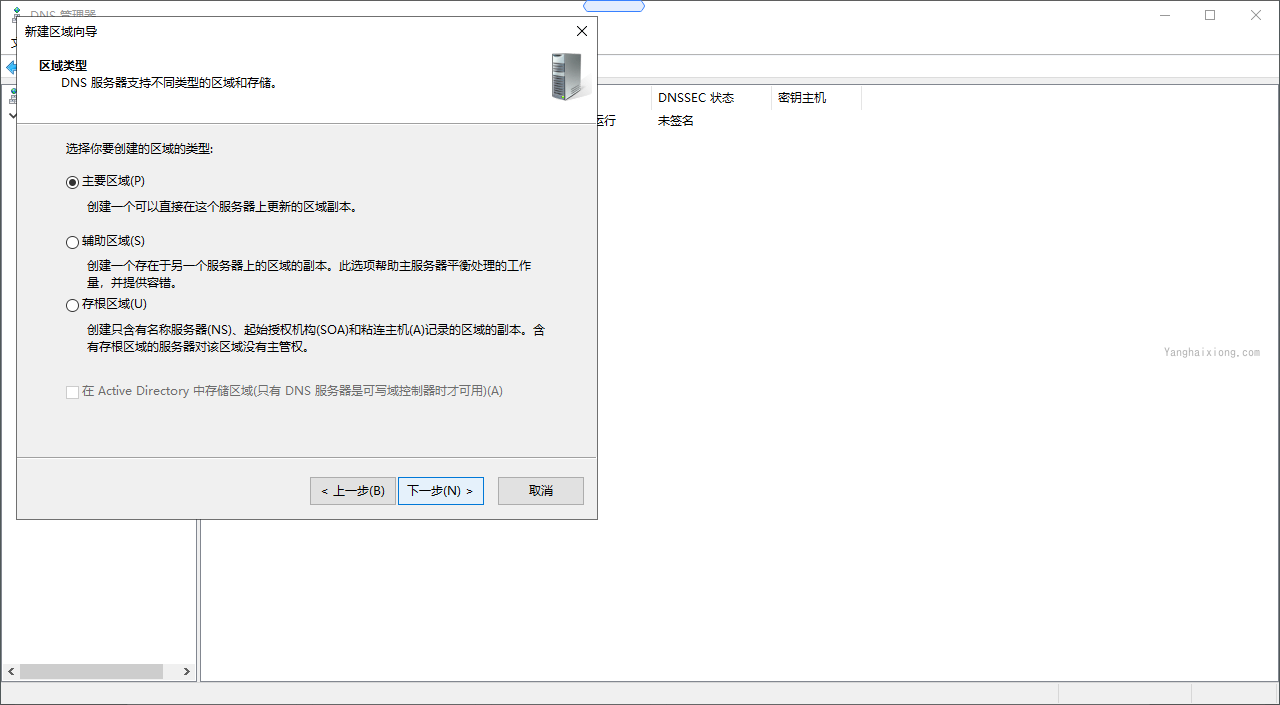 DNS 管理器
新建区域向导
区域类型
DNS 服务器支持不同类型的区域和存储。
DNSSEC 状态
密钥主机
运行
未签名
选择你要创建的区域的类型:
主要区域(P)
创建一个可以直接在这个服务器上更新的区域副本。
辅助区域(S)
创建一个存在于另一个服务器上的区域的副本。此选项帮助主服务器平衡处理的工作
量，并提供容错。
存根区域(U)
创建只含有名称服务器(NS)、起始授权机构(SOA)和粘连主机(A)记录的区域的副本。含
有存根区域的服务器对该区域没有主管权。
Yanghaixiong.com
在 Active Directory 中存储区域(只有 DNS 服务器是可写域控制器时才可用)(A)
< 上一步(B)
下一步(N) >
取消